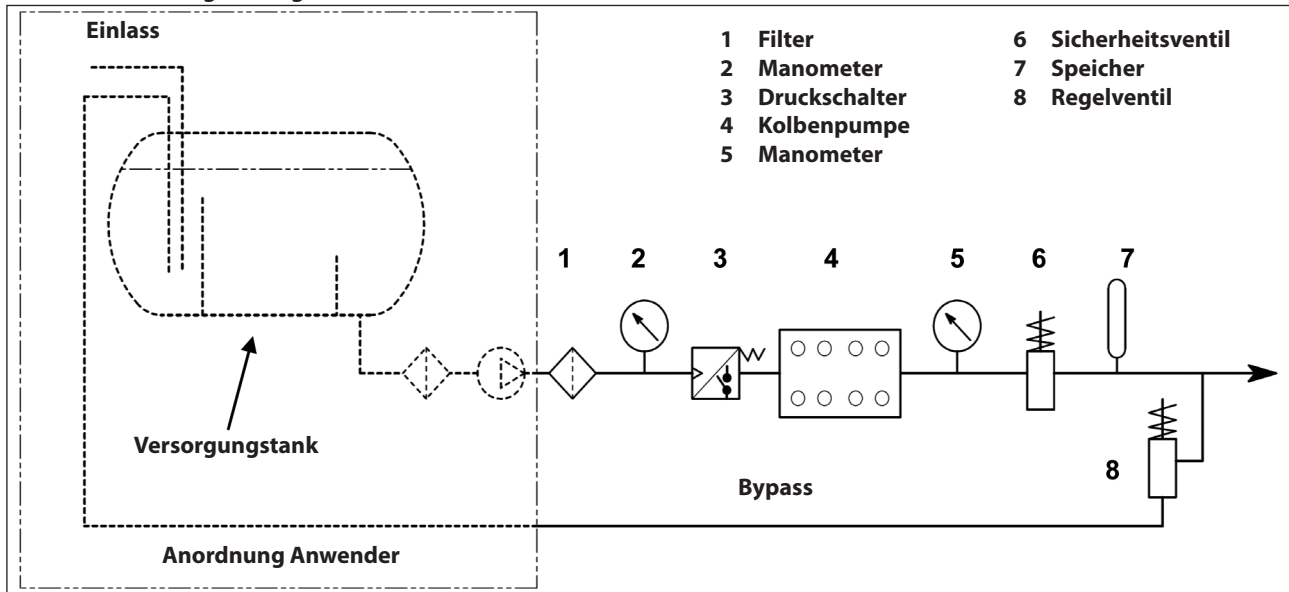 Einlass
1 Filter
2 Manometer
3 Druckschalter
4 Kolbenpumpe
5 Manometer
6 Sicherheitsventil
7 Speicher
8 Regelventil
1
2
3
4
5
6
7
Versorgungstank
8
Bypass
Anordnung Anwender